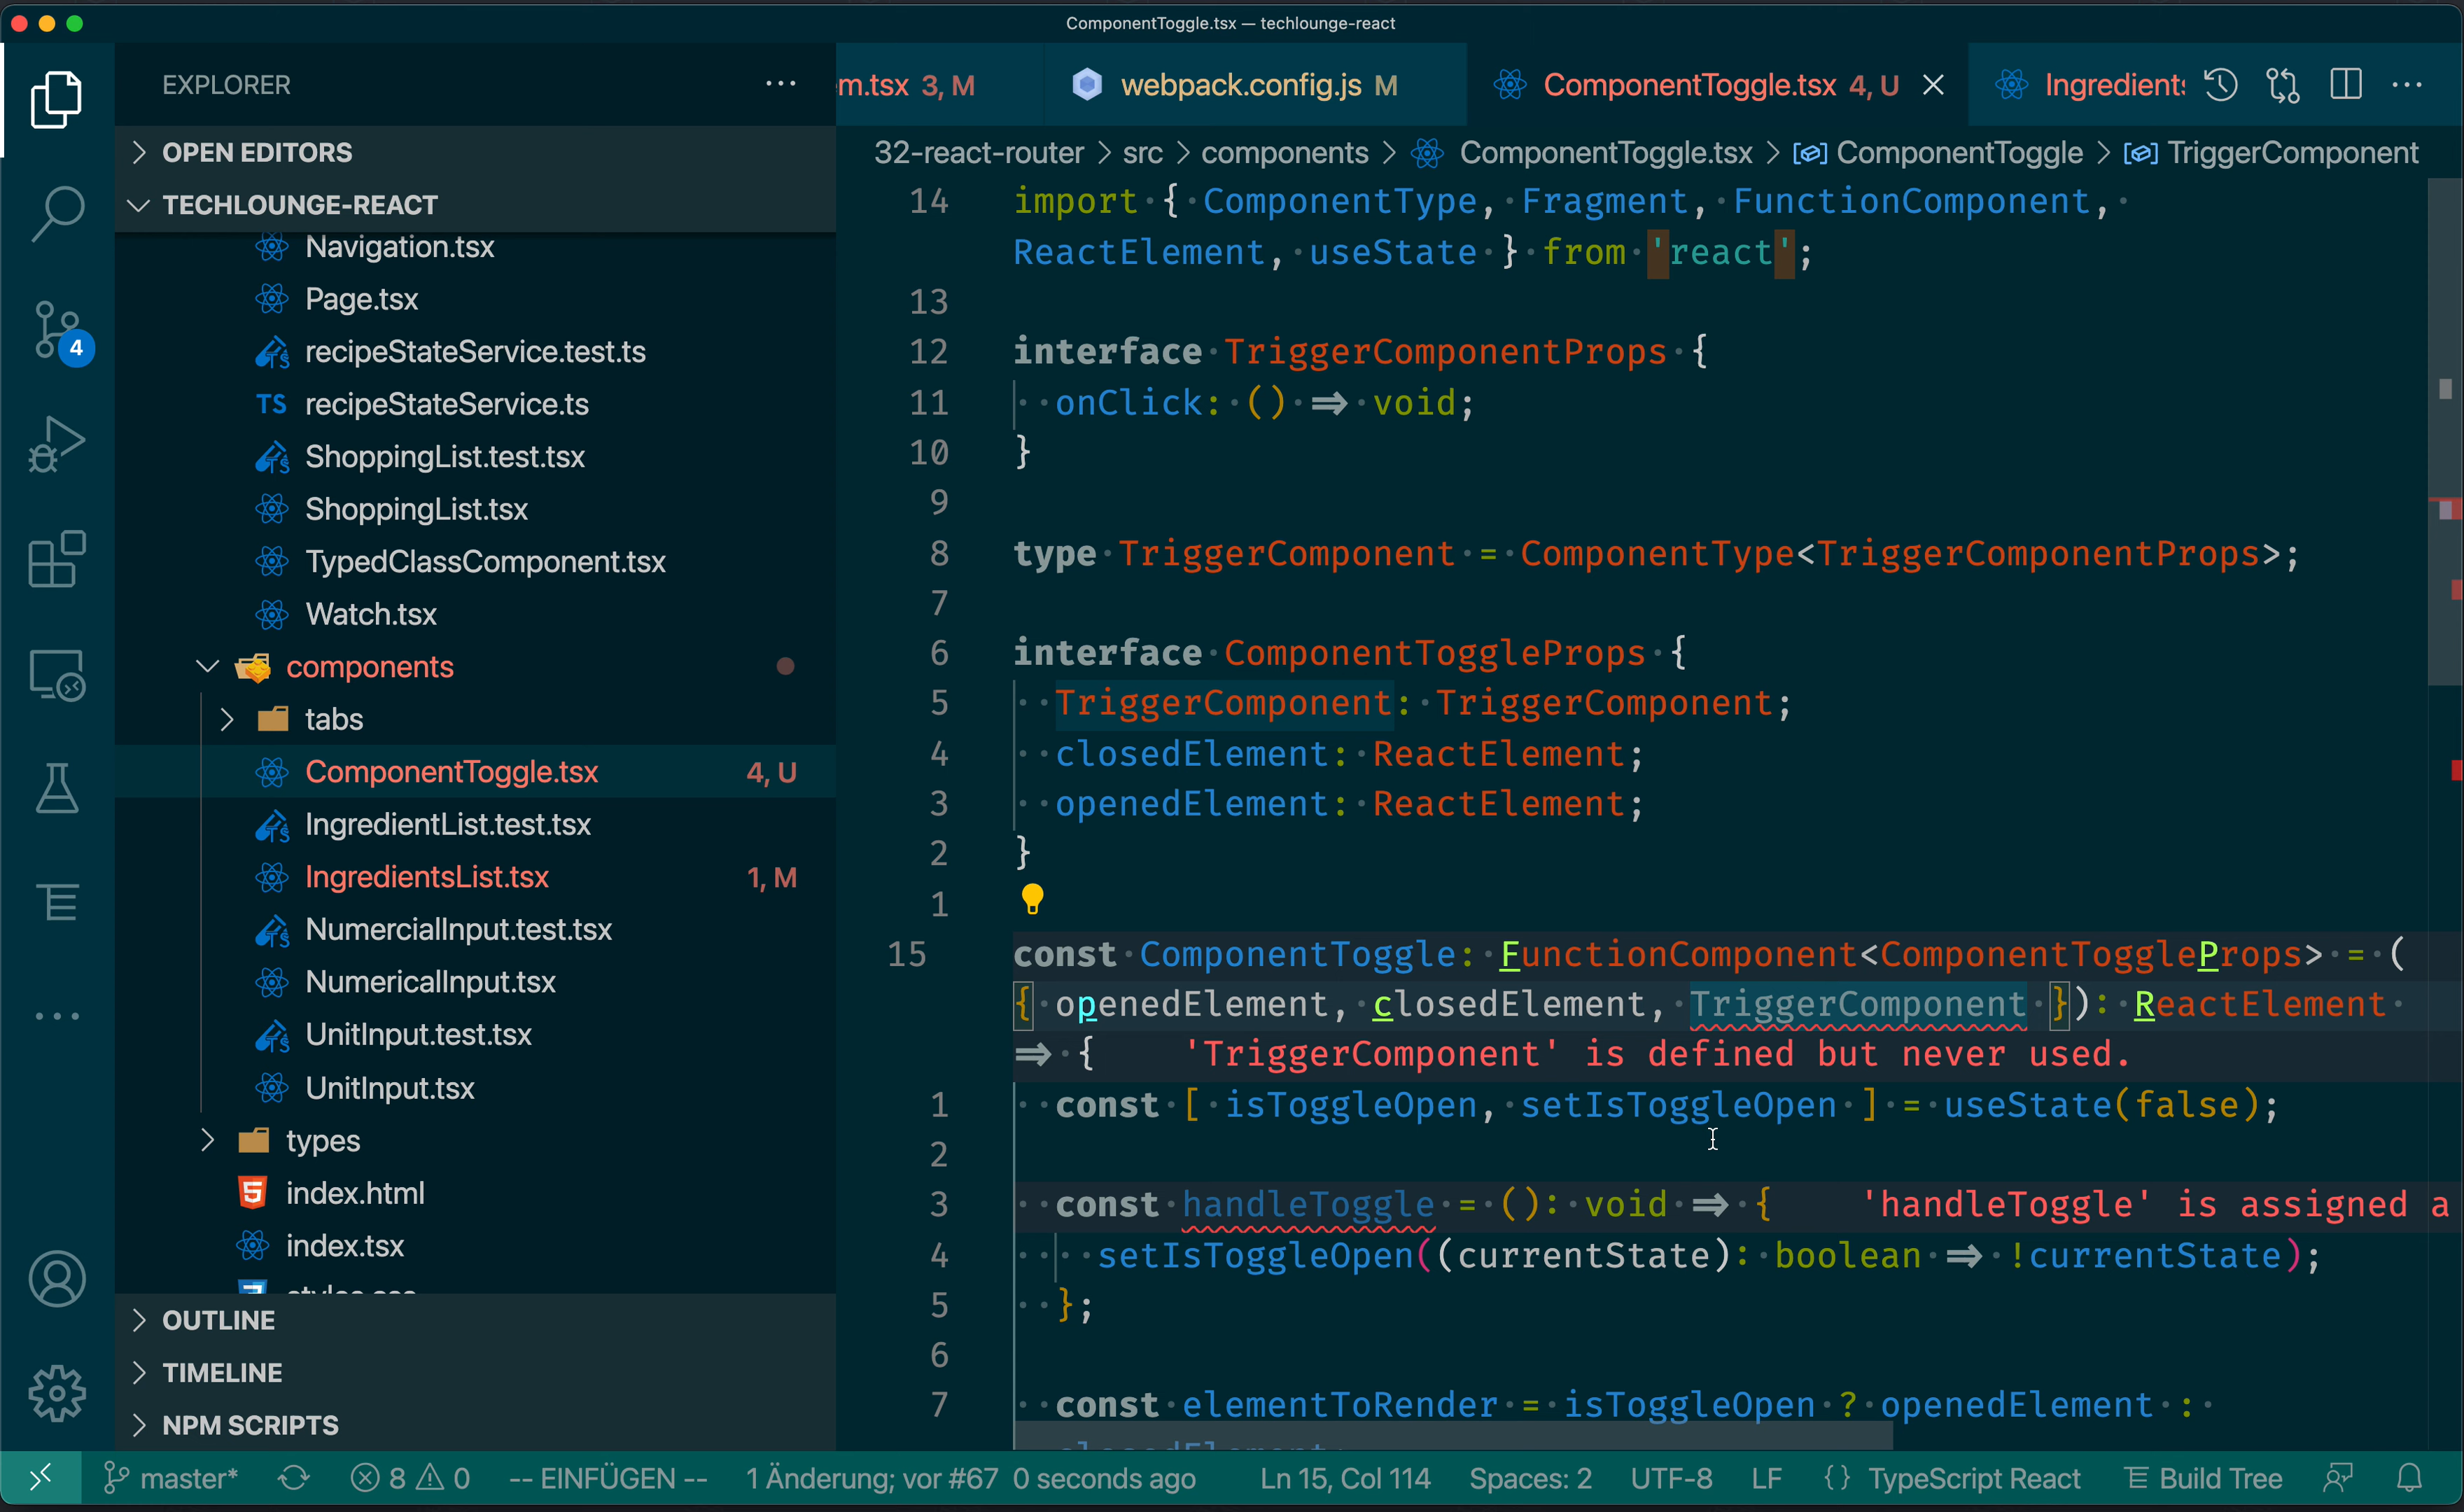 ComponentToggle.tsx — techlounge-react
EXPLORER
m.tsx 3, M
webpack.config.js M
ComponentToggle.tsx 4, U
Ingredients
OPEN EDITORS
TECHLOUNGE-REACT
Navigation.tsx
Page.tsx
recipeStateService.test.ts
TS recipeStateService.ts
ShoppingList.test.tsx
ShoppingList.tsx
TypedClassComponent.tsx
Watch.tsx
components
tabs
ComponentToggle.tsx 4, U
IngredientList.test.tsx
IngredientsList.tsx 1, M
NumercialInput.test.tsx
NumericalInput.tsx
UnitInput.test.tsx
UnitInput.tsx
types
index.html
index.tsx
styles.css
OUTLINE
TIMELINE
NPM SCRIPTS
4
32-react-router > src > components > ComponentToggle.tsx > ComponentToggle > TriggerComponent
14 import { ComponentType, Fragment, FunctionComponent,
ReactElement, useState } from 'react';
13
12 interface TriggerComponentProps {
11 onClick: () => void;
10 }
9
8 type TriggerComponent = ComponentType<TriggerComponentProps>;
7
6 interface ComponentToggleProps {
5 TriggerComponent: TriggerComponent;
4 closedElement: ReactElement;
3 openedElement: ReactElement;
2 }
1
15 const ComponentToggle: FunctionComponent<ComponentToggleProps> = (
{ openedElement, closedElement, TriggerComponent }): ReactElement
=> { 'TriggerComponent' is defined but never used.
1 const [ isToggleOpen, setIsToggleOpen ] = useState(false);
2
3 const handleToggle = (): void => { 'handleToggle' is assigned a
4 setIsToggleOpen((currentState): boolean => !currentState);
5 };
6
7 const elementToRender = isToggleOpen ? openedElement :
closedElement;
master* 8 0 -- EINFÜGEN -- 1 Änderung; vor #67 0 seconds ago Ln 15, Col 114 Spaces: 2 UTF-8 LF {} TypeScript React Build Tree